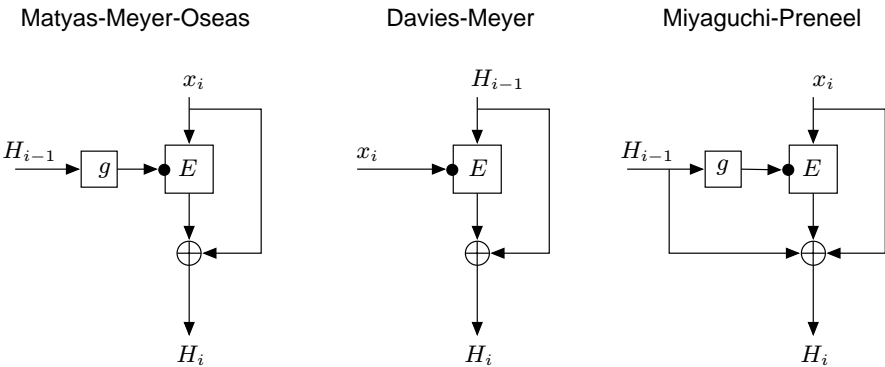 Matyas-Meyer-Oseas
x_i
H_{i-1}
g
E
H_i
Davies-Meyer
H_{i-1}
x_i
E
H_i
Miyaguchi-Preneel
x_i
H_{i-1}
g
E
H_i